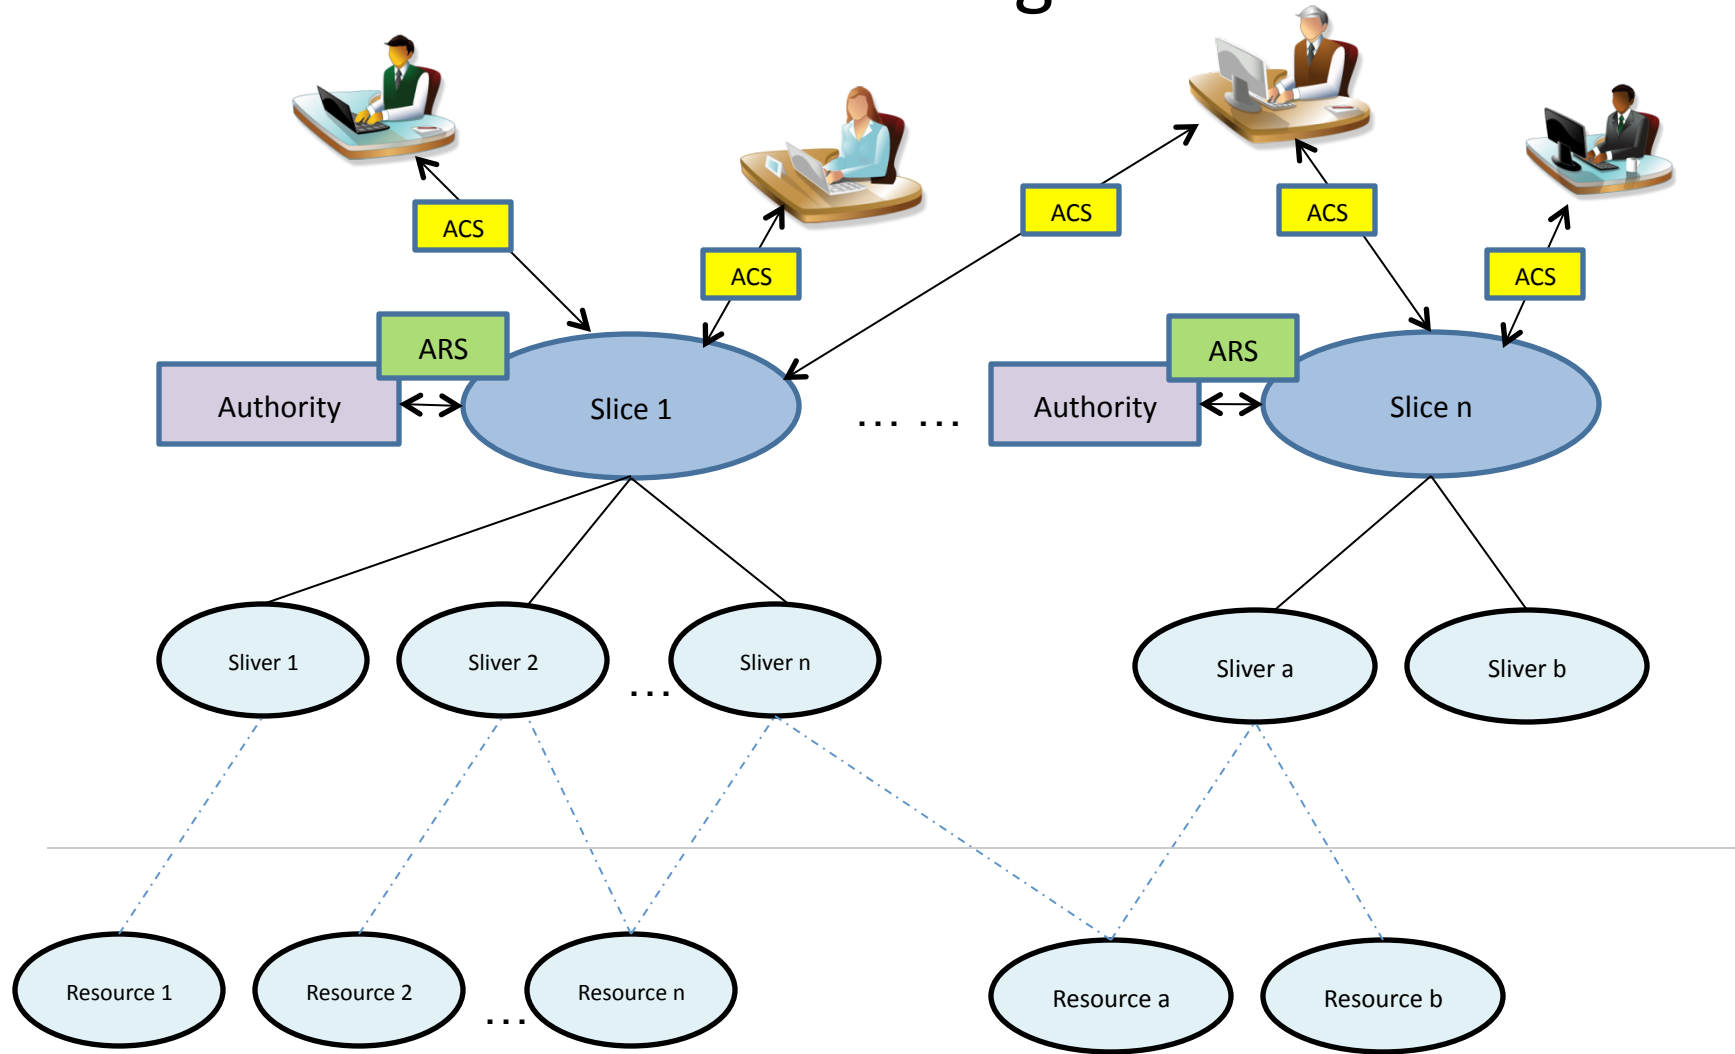 g
ACS
ACS
ACS
ACS
ACS
ARS
ARS
Authority
Slice 1
... ...
Authority
Slice n
Sliver 1
Sliver 2
...
Sliver n
Sliver a
Sliver b
Resource 1
Resource 2
...
Resource n
Resource a
Resource b